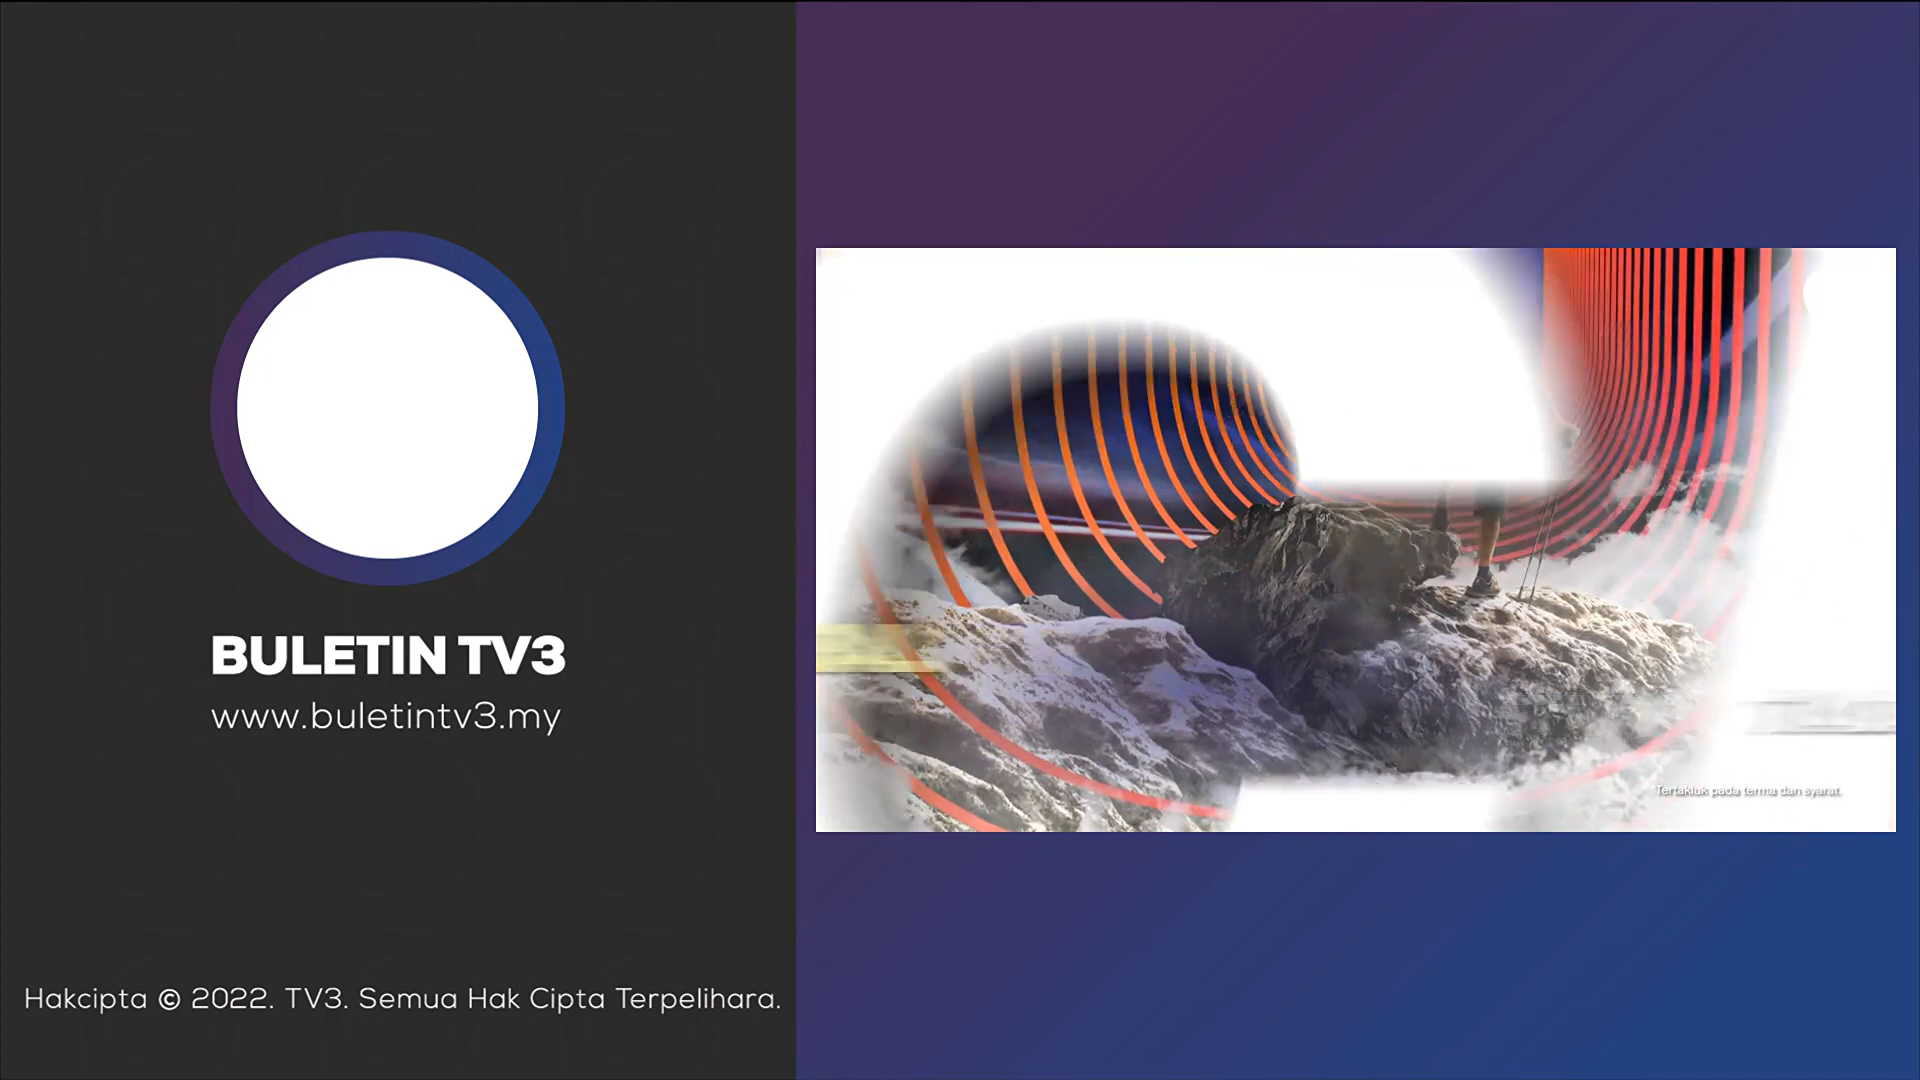 BULETIN TV3
www.buletintv3.my
Hakcipta © 2022. TV3. Semua Hak Cipta Terpelihara.
Tertakluk pada terma dan syarat.